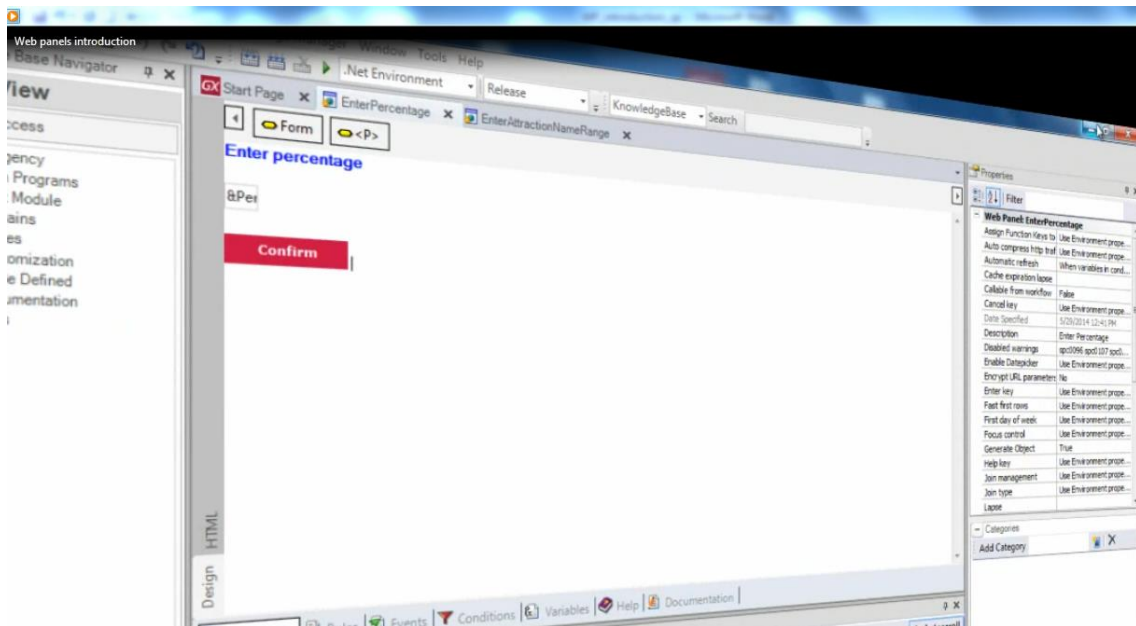 Web panels introduction
Window Tools Help
Base Navigator
.Net Environment
Release
KnowledgeBase
Search
GX Start Page
EnterPercentage
EnterAttractionNameRange
Form
<P>
Enter percentage
&Per
Confirm
Programs
Module
Defined
HTML
Design
Events
Conditions
Variables
Help
Documentation
Properties
Filter
Web Panel: EnterPercentage
Assign Function Keys to Use Environment prope...
Auto compress http traf Use Environment prope...
Automatic refresh When variables in cond...
Cache expiration lapse
Callable from workflow False
Cancel key Use Environment prope...
Date Specified 5/29/2014 12:41 PM
Description Enter Percentage
Disabled warnings spc0096 spc0107 spc0...
Enable Datepicker Use Environment prope...
Encrypt URL parameters No
Enter key Use Environment prope...
Fast first rows Use Environment prope...
First day of week Use Environment prope...
Focus control Use Environment prope...
Generate Object True
Help key Use Environment prope...
Join management Use Environment prope...
Join type Use Environment prope...
Lapse
Categories
Add Category